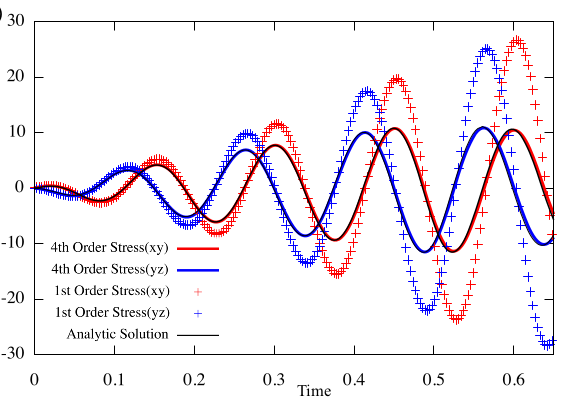 )
30
20
10
0
-10
-20
-30
4th Order Stress(xy)
4th Order Stress(yz)
1st Order Stress(xy)
1st Order Stress(yz)
Analytic Solution
0 0.1 0.2 0.3 0.4 0.5 0.6
Time